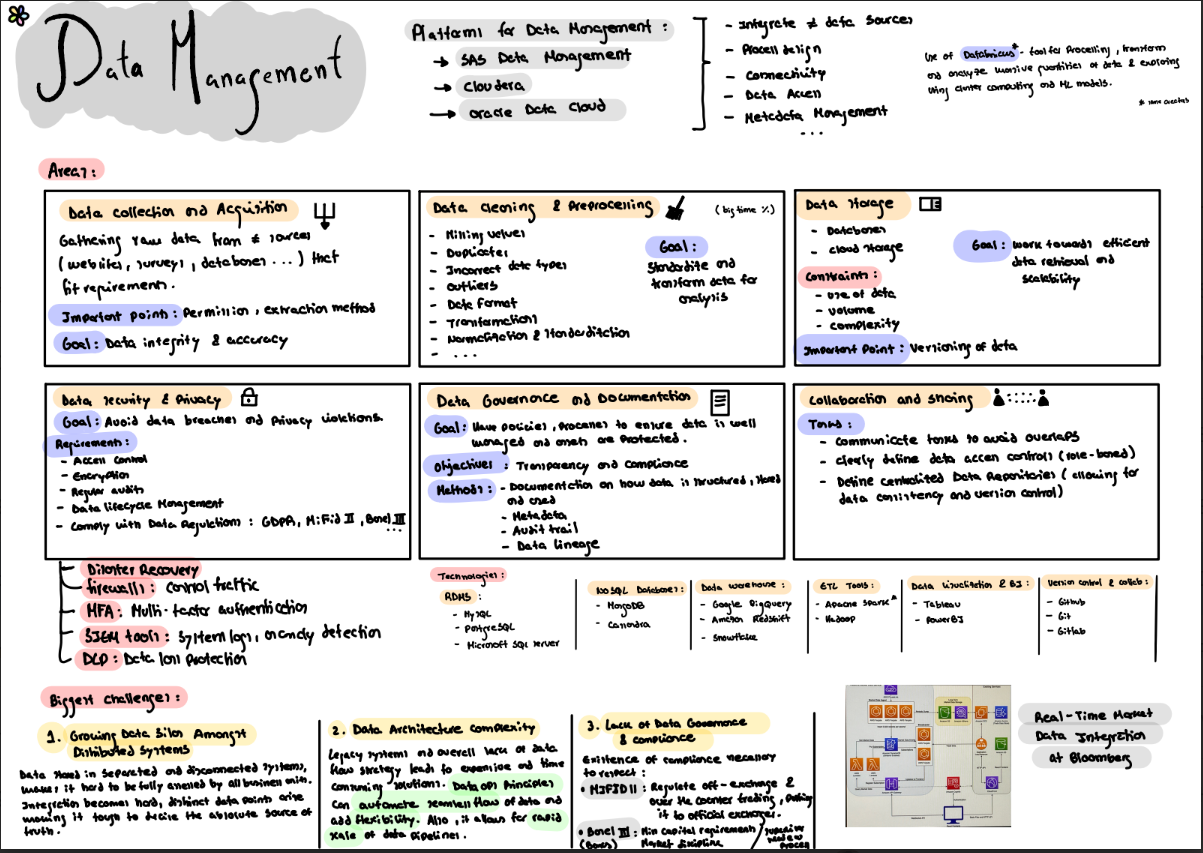 Data Management
Platforms for Data Management :
→ SAS Data Management
→ Cloudera
→ Oracle Data Cloud
- Integrate ≠ data sources
- Process design
- Connectivity
- Data Access
- Metadata Management
...
Use of Databricks* - tool for processing, transform
and analyze massive quantities of data & exploring
using cluster computing and ML models.
Areas :
Data collection and Acquisition
Gathering raw data from ≠ sources
(websites, surveys, databases ...) that
fit requirements.
Important points : Permission, extraction method
Goal : Data integrity & accuracy
Data cleaning & Preprocessing
(big time %)
- Missing values
- Duplicates
- Incorrect data types
- Outliers
- Data Format
- Transformations
- Normalization & Standardization
- ...
Goal :
Standardize and
transform data for
analysis
Data Storage
- Databases
- cloud storage
Constraints :
- use of data
- volume
- complexity
Important Point : Versioning of data
Goal : work towards efficient
data retrieval and
scalability
Data Security & Privacy
Goal : Avoid data breaches and Privacy violations.
Requirements :
- Access control
- Encryption
- Regular audits
- Data lifecycle Management
- Comply with Data Regulations : GDPR, MiFid II, Basel III
...
Data Governance and Documentation
Goal : Have policies, processes to ensure data is well
managed and assets are protected.
Objectives : Transparency and compliance
Methods : - Documentation on how data is structured, stored
and used
- Metadata
- Audit trail
- Data lineage
Collaboration and sharing
Tasks :
- Communicate tasks to avoid overlaps
- clearly define data access controls (role-based)
- Define centralized Data Repositories (allowing for
data consistency and version control)
Disaster Recovery
firewalls : control traffic
MFA : Multi-factor authentication
SIEM tools : System logs, anomaly detection
DLP : Data loss protection
Technologies :
RDMS :
- MySQL
- PostgreSQL
- Microsoft SQL Server
NoSQL Databases :
- MongoDB
- Cassandra
Data warehouse :
- Google BigQuery
- Amazon Redshift
- Snowflake
ETL Tools :
- Apache Spark *
- Hadoop
Data Visualization & BI :
- Tableau
- PowerBI
Version control & collab :
- Github
- Git
- Gitlab
Biggest challenges :
1. Growing Data Silos Amongst
Distributed Systems
Data stored in separated and disconnected systems,
makes it hard to be fully accessed by all business units.
Integration becomes hard, distinct data points arise
making it tough to decide the absolute source of
truth.
2. Data Architecture complexity
Legacy systems and overall lack of data
flow strategy leads to expensive and time
consuming solutions. Data ops Principles
can automate seamless flow of data and
add flexibility. Also, it allows for rapid
scale of data pipelines.
3. Lack of Data Governance
& compliance
Existence of compliance necessary
to respect :
• MIFID II : Regulate off-exchange &
over the counter trading, pushing
it to official exchanges.
• Basel III : Min capital requirements
(Banks) Market discipline
Supervisory
review
process
Real-Time Market
Data Integration
at Bloomberg